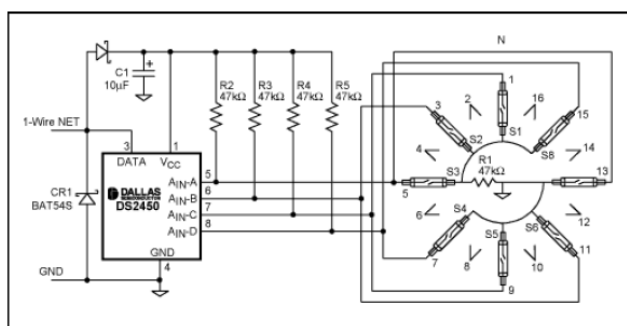 N
C1
10µF
R2
47kΩ
R3
47kΩ
R4
47kΩ
R5
47kΩ
1-Wire NET
3
DATA
1
VCC
DALLAS
SEMICONDUCTOR
DS2450
AIN-A
5
AIN-B
6
AIN-C
7
AIN-D
8
GND
4
CR1
BAT54S
GND
1
2
16
3
15
S1
S2
S8
4
14
R1
47kΩ
S3
13
5
6
12
S4
S5
S6
7
8
9
10
11